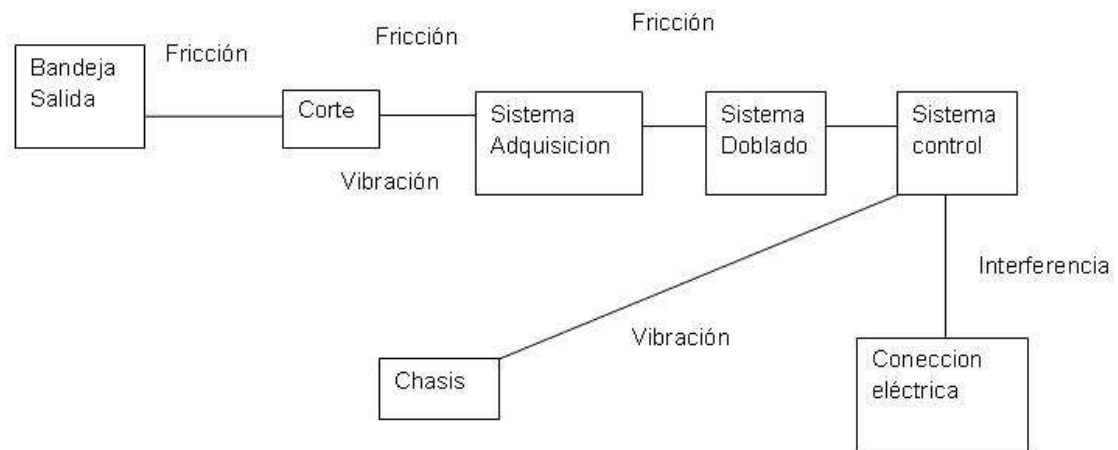 Fricción
Fricción
Fricción
Bandeja
Salida
Corte
Sistema
Adquisicion
Sistema
Doblado
Sistema
control
Vibración
Interferencia
Vibración
Chasis
Coneccion
eléctrica